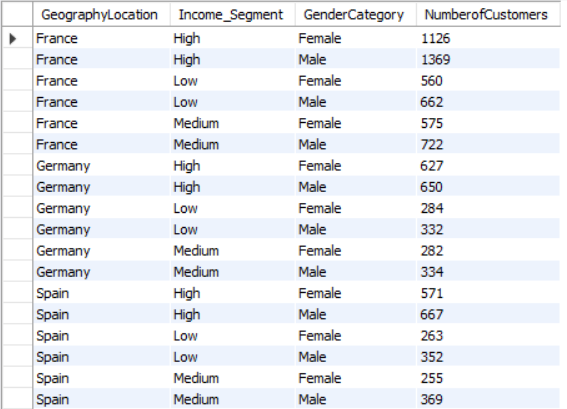 GeographyLocation Income_Segment GenderCategory NumberofCustomers
France High Female 1126
France High Male 1369
France Low Female 560
France Low Male 662
France Medium Female 575
France Medium Male 722
Germany High Female 627
Germany High Male 650
Germany Low Female 284
Germany Low Male 332
Germany Medium Female 282
Germany Medium Male 334
Spain High Female 571
Spain High Male 667
Spain Low Female 263
Spain Low Male 352
Spain Medium Female 255
Spain Medium Male 369